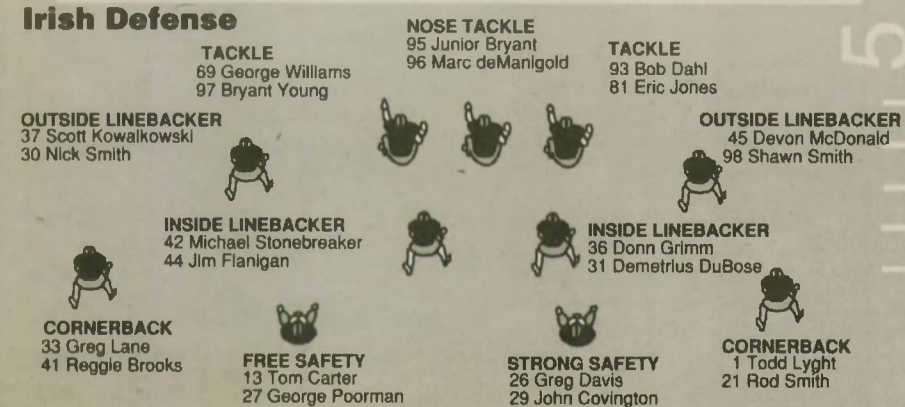 Irish Defense
TACKLE
69 George Williams
97 Bryant Young
NOSE TACKLE
95 Junior Bryant
96 Marc deManigold
TACKLE
93 Bob Dahl
81 Eric Jones
OUTSIDE LINEBACKER
37 Scott Kowalkowski
30 Nick Smith
OUTSIDE LINEBACKER
45 Devon McDonald
98 Shawn Smith
INSIDE LINEBACKER
42 Michael Stonebreaker
44 Jim Flanigan
INSIDE LINEBACKER
36 Donn Grimm
31 Demetrius DuBose
CORNERBACK
33 Greg Lane
41 Reggie Brooks
FREE SAFETY
13 Tom Carter
27 George Poorman
STRONG SAFETY
26 Greg Davis
29 John Covington
CORNERBACK
1 Todd Lyght
21 Rod Smith
5